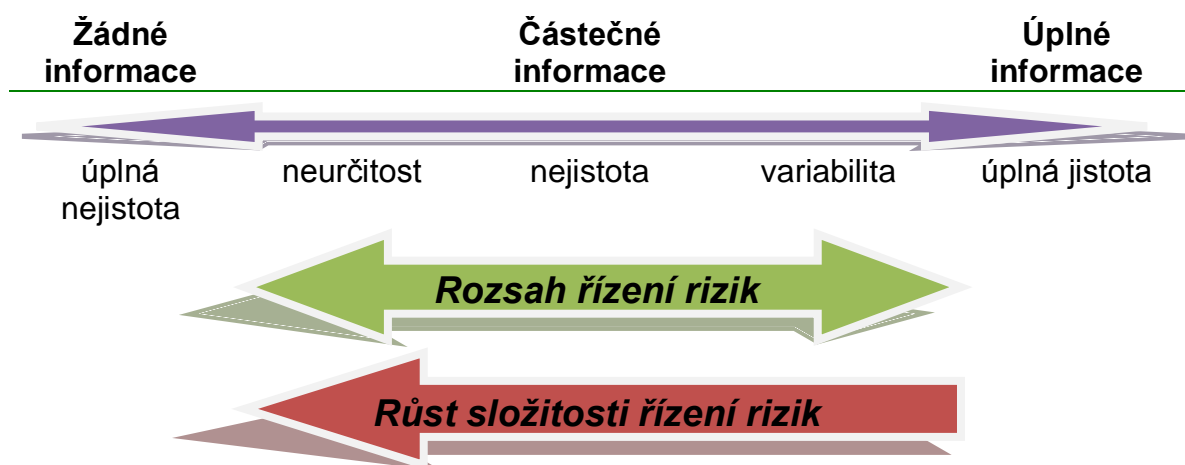 Žádné informace
Částečné informace
Úplné informace
úplná nejistota
neurčitost
nejistota
variabilita
úplná jistota
Rozsah řízení rizik
Růst složitosti řízení rizik